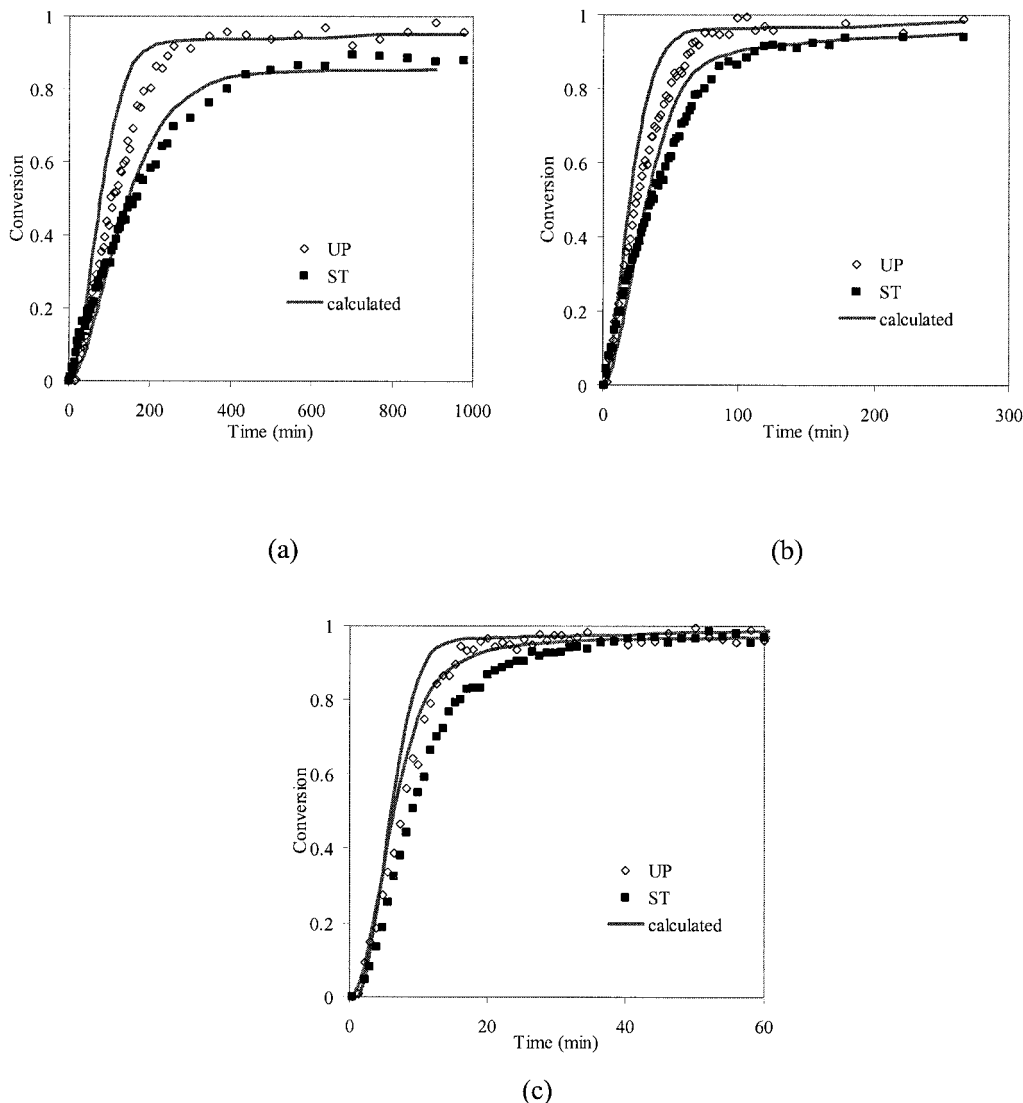 1
0.8
0.6
0.4
0.2
0
Conversion
UP
ST
calculated
0 200 400 600 800 1000
Time (min)
(a)
1
0.8
0.6
0.4
0.2
0
Conversion
UP
ST
calculated
0 100 200 300
Time (min)
(b)
1
0.8
0.6
0.4
0.2
0
Conversion
UP
ST
calculated
0 20 40 60
Time (min)
(c)